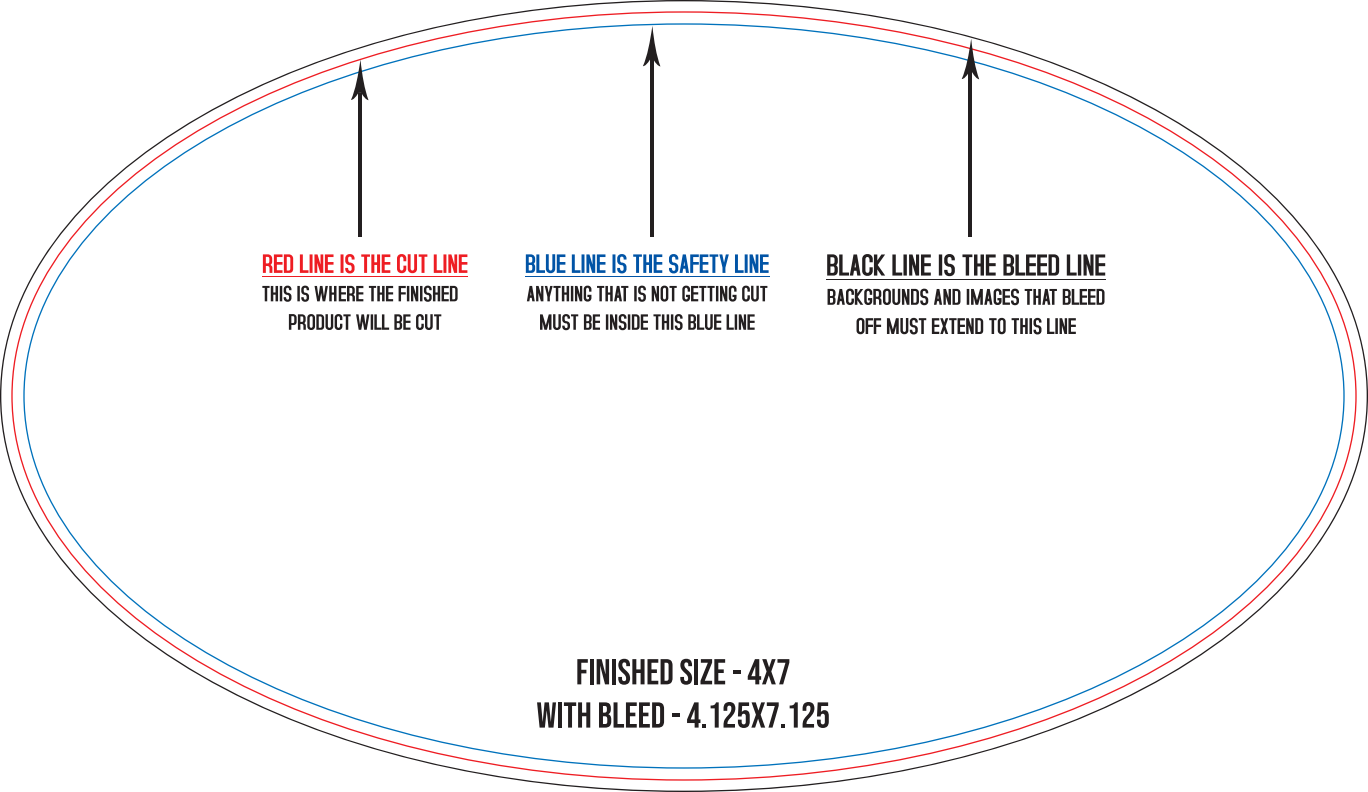 RED LINE IS THE CUT LINE
THIS IS WHERE THE FINISHED
PRODUCT WILL BE CUT
BLUE LINE IS THE SAFETY LINE
ANYTHING THAT IS NOT GETTING CUT
MUST BE INSIDE THIS BLUE LINE
BLACK LINE IS THE BLEED LINE
BACKGROUNDS AND IMAGES THAT BLEED
OFF MUST EXTEND TO THIS LINE
FINISHED SIZE - 4X7
WITH BLEED - 4.125X7.125